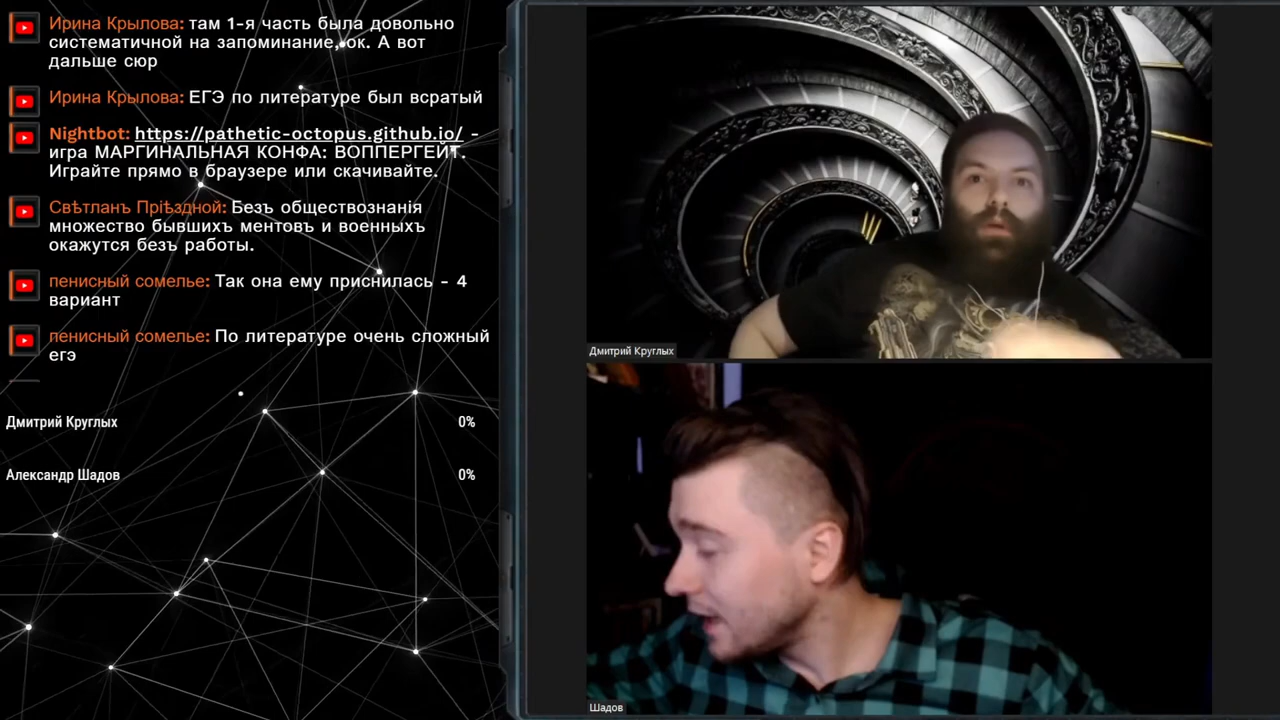 Ирина Крылова: там 1-я часть была довольно
систематичной на запоминание, ок. А вот
дальше сюр
Ирина Крылова: ЕГЭ по литературе был всратый
Nightbot: https://pathetic-octopus.github.io/ -
игра МАРГИНАЛЬНАЯ КОНФА: ВОППЕРГЕЙТ.
Играйте прямо в браузере или скачивайте.
Свѣтланъ Прiѣздной: Безъ обществознанiя
множество бывшихъ ментовъ и военныхъ
окажутся безъ работы.
пенисный сомелье: Так она ему приснилась - 4
вариант
пенисный сомелье: По литературе очень сложный
егэ
Дмитрий Круглых 0%
Александр Шадов 0%
Дмитрий Круглых
Шадов